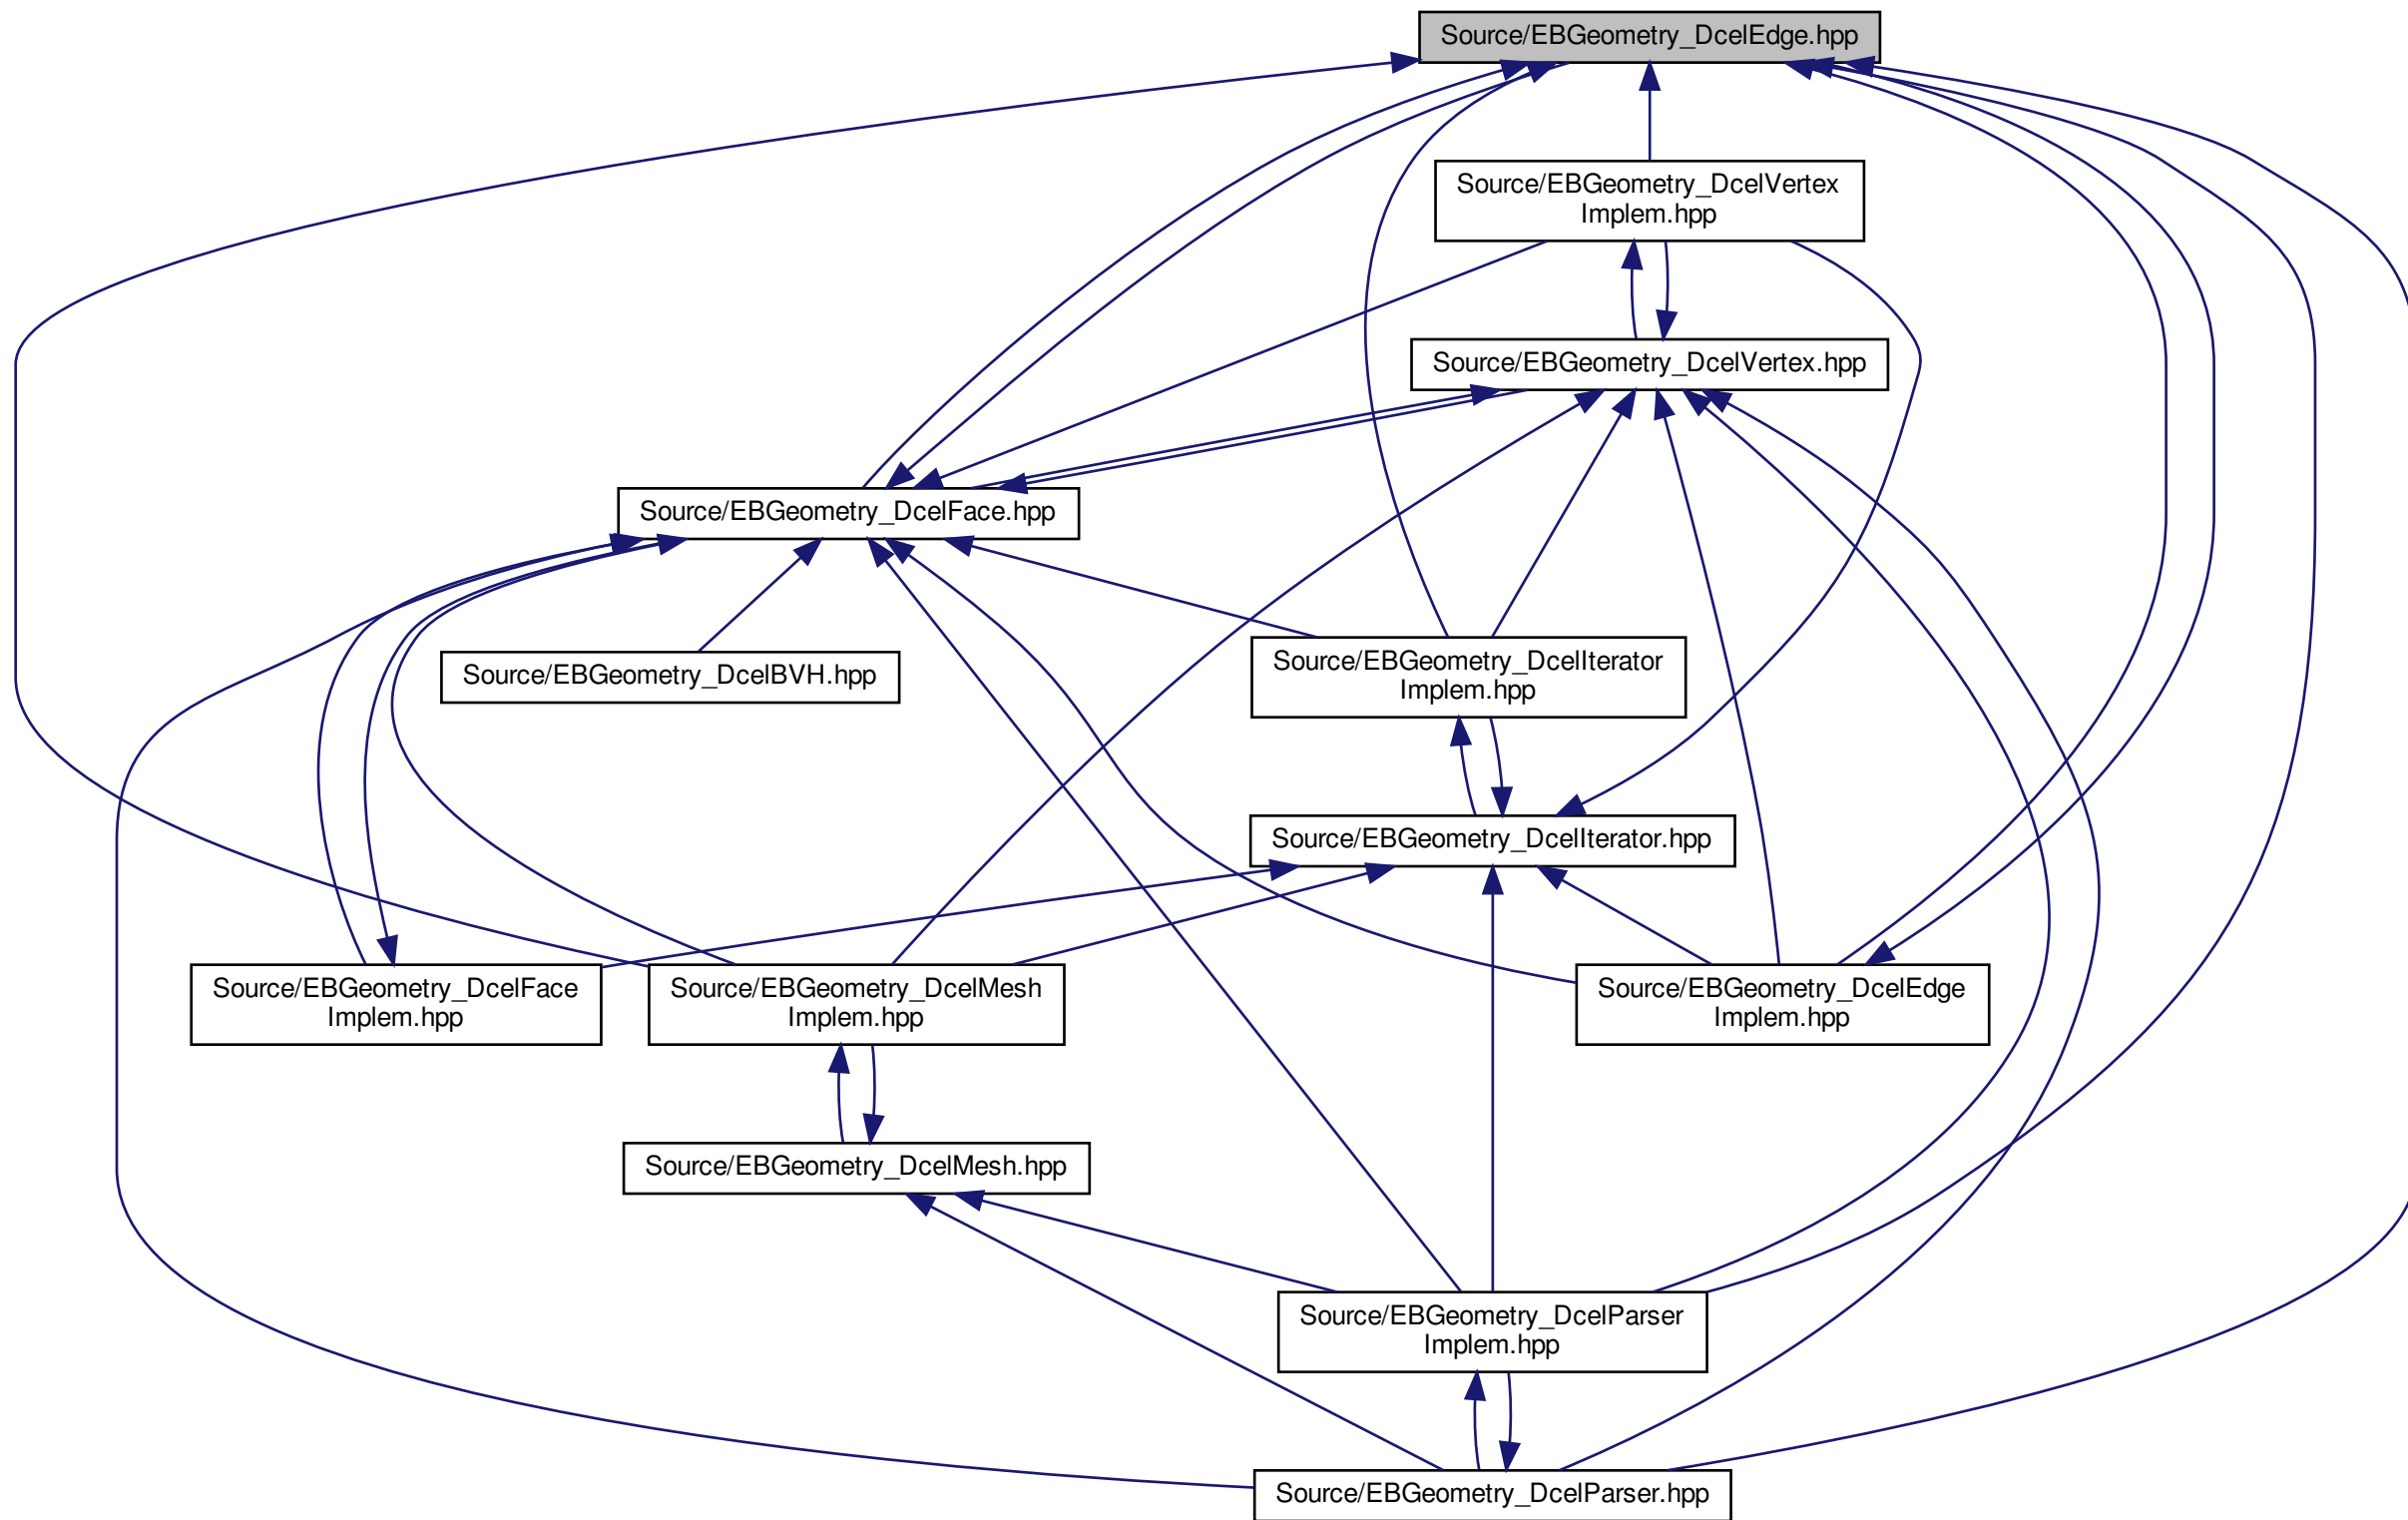 Source/EBGeometry_DcelEdge.hpp
Source/EBGeometry_DcelVertex
Implem.hpp
Source/EBGeometry_DcelVertex.hpp
Source/EBGeometry_DcelFace.hpp
Source/EBGeometry_DcelBVH.hpp
Source/EBGeometry_DcelIterator
Implem.hpp
Source/EBGeometry_DcelIterator.hpp
Source/EBGeometry_DcelFace
Implem.hpp
Source/EBGeometry_DcelMesh
Implem.hpp
Source/EBGeometry_DcelEdge
Implem.hpp
Source/EBGeometry_DcelMesh.hpp
Source/EBGeometry_DcelParser
Implem.hpp
Source/EBGeometry_DcelParser.hpp